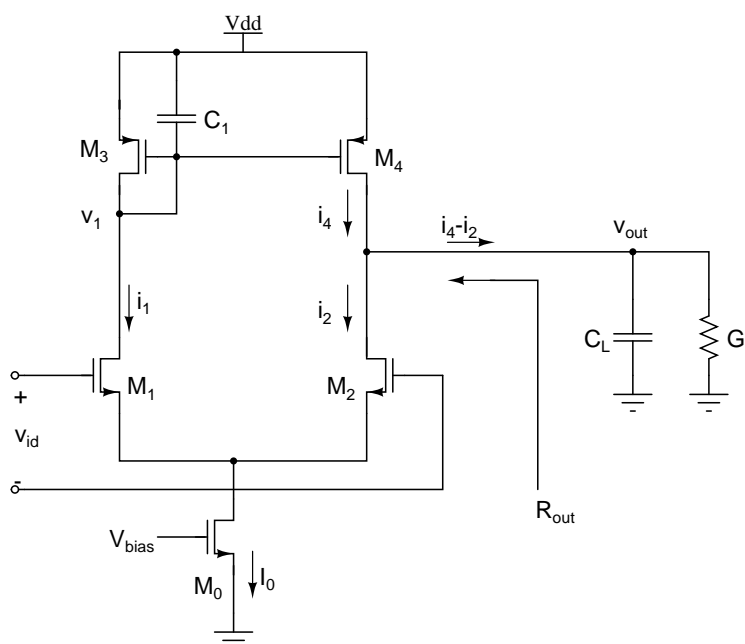 Vdd
C1
M3
M4
v1
i4
i4-i2
vout
i1
i2
CL
G
M1
M2
+
vid
-
Rout
Vbias
M0
I0